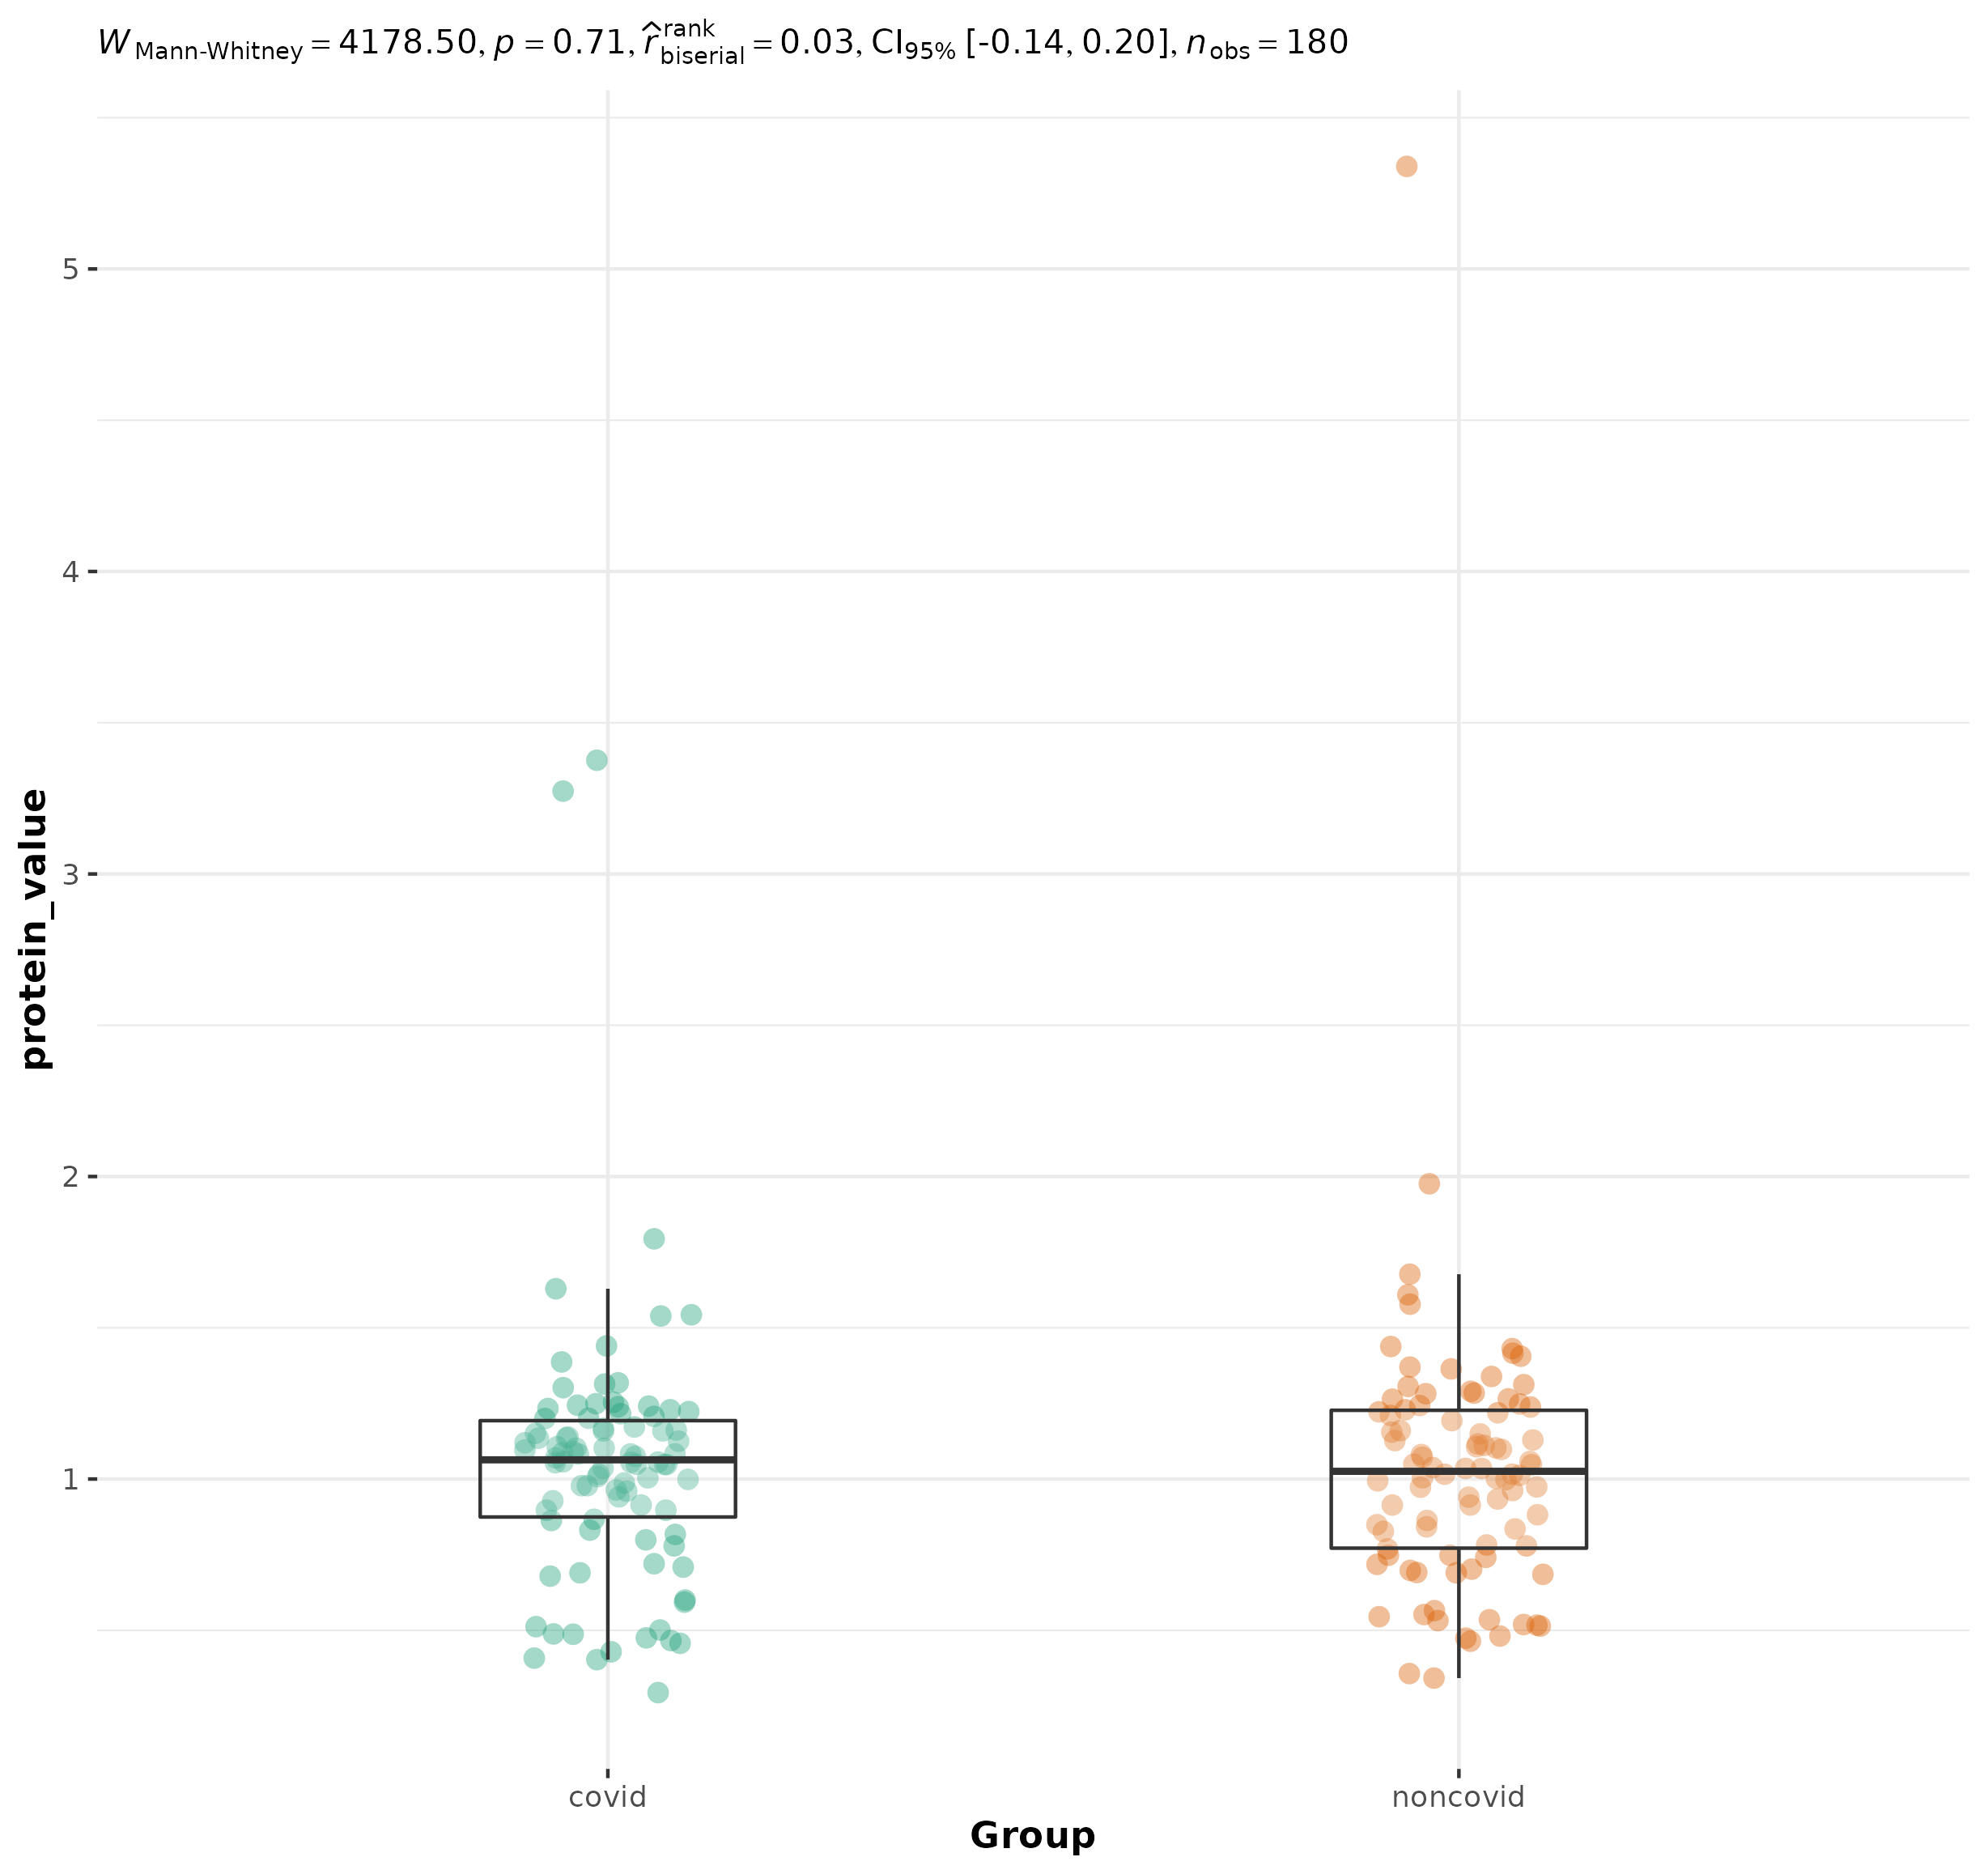 W Mann-Whitney = 4178.50, p = 0.71, r̂ rank biserial = 0.03, CI95% [-0.14, 0.20], n obs = 180
5
4
3
2
1
protein_value
covid noncovid
Group